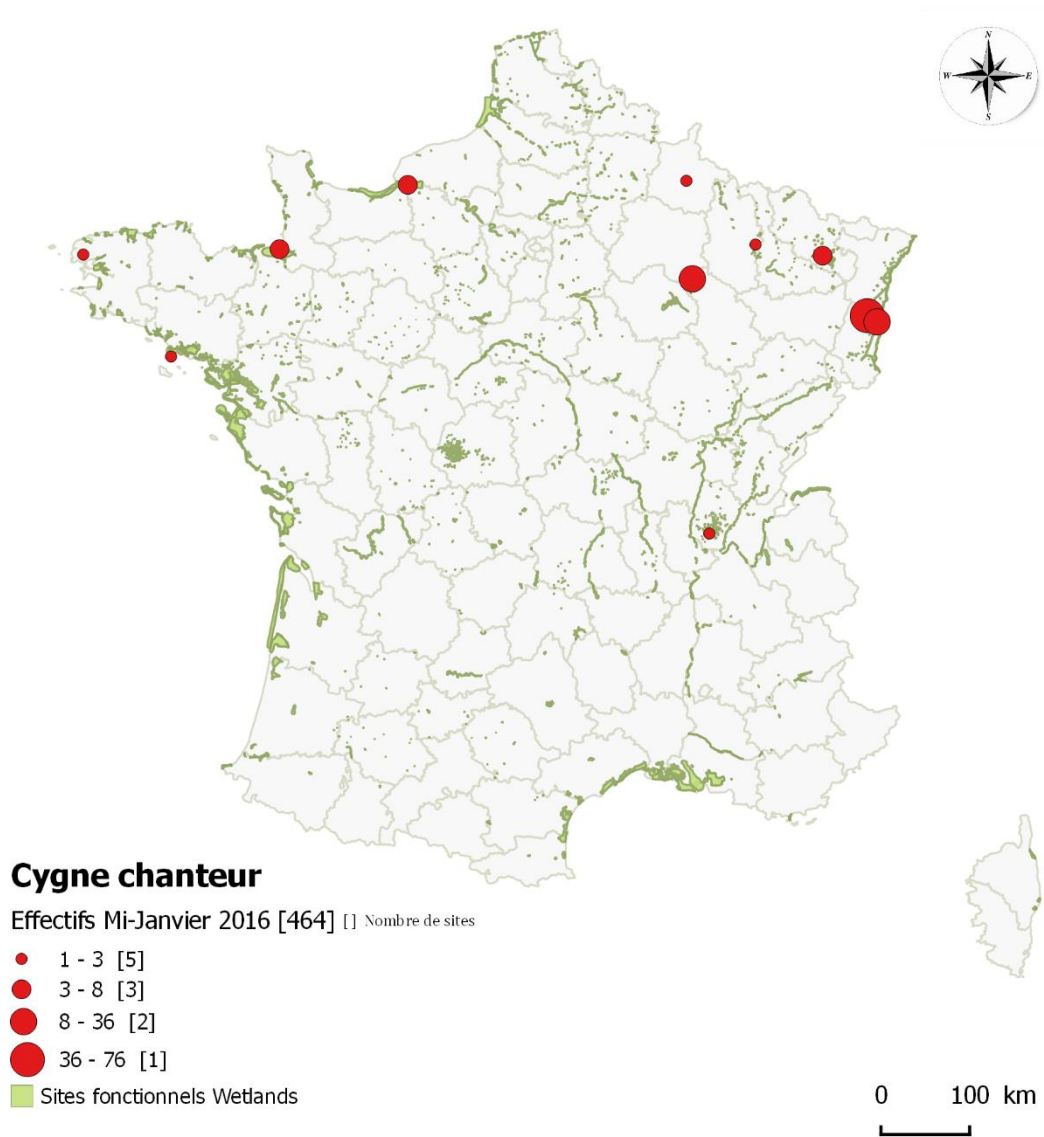 N
W E
S
Cygne chanteur
Effectifs Mi-Janvier 2016 [464] [] Nombre de sites
1 - 3 [5]
3 - 8 [3]
8 - 36 [2]
36 - 76 [1]
Sites fonctionnels Wetlands
0 100 km